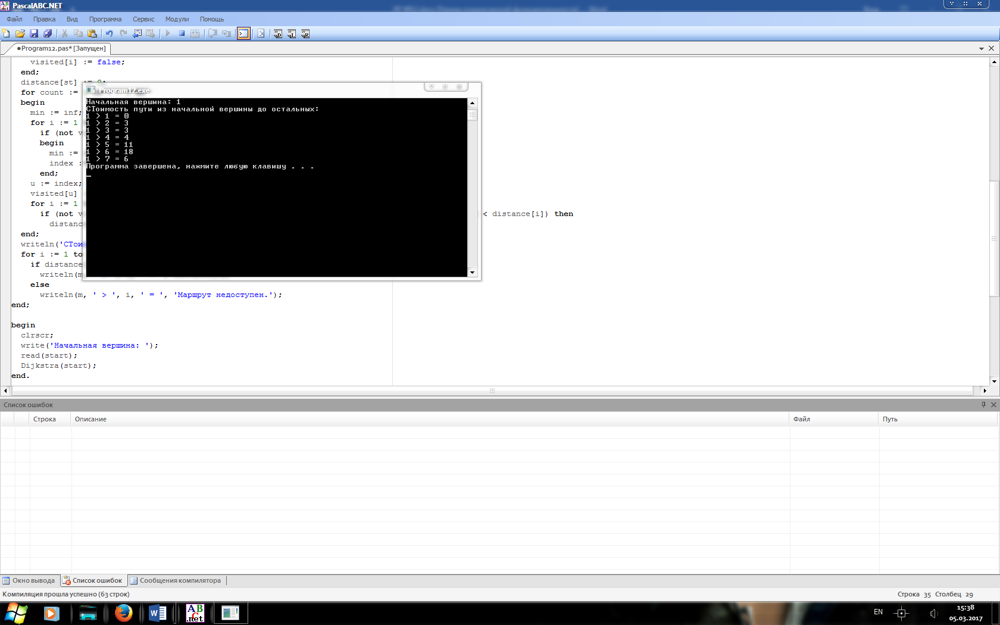 PascalABC.NET
Файл Правка Вид Программа Сервис Модули Помощь
●Program12.pas* [Запущен]
visited[i] := false;
end;
distance[st] := 0;
for count :=
begin
min := inf;
for i := 1
if (not v
begin
min :=
index :
end;
u := index;
visited[u]
for i := 1
if (not v < distance[i]) then
distanc
end;
writeln('СТои
for i := 1 to
if distance
writeln(m
else
writeln(m, ' > ', i, ' = ', 'Маршрут недоступен.');
end;
begin
clrscr;
write('Начальная вершина: ');
read(start);
Dijkstra(start);
end.
Program12.exe
Начальная вершина: 1
СТоимость пути из начальной вершины до остальных:
1 > 1 = 0
1 > 2 = 3
1 > 3 = 3
1 > 4 = 4
1 > 5 = 11
1 > 6 = 18
1 > 7 = 6
Программа завершена, нажмите любую клавишу . . .
Список ошибок
Строка Описание Файл Путь
Окно вывода Список ошибок Сообщения компилятора
Компиляция прошла успешно (63 строк) Строка 35 Столбец 29
ABC.net EN 15:38
05.03.2017